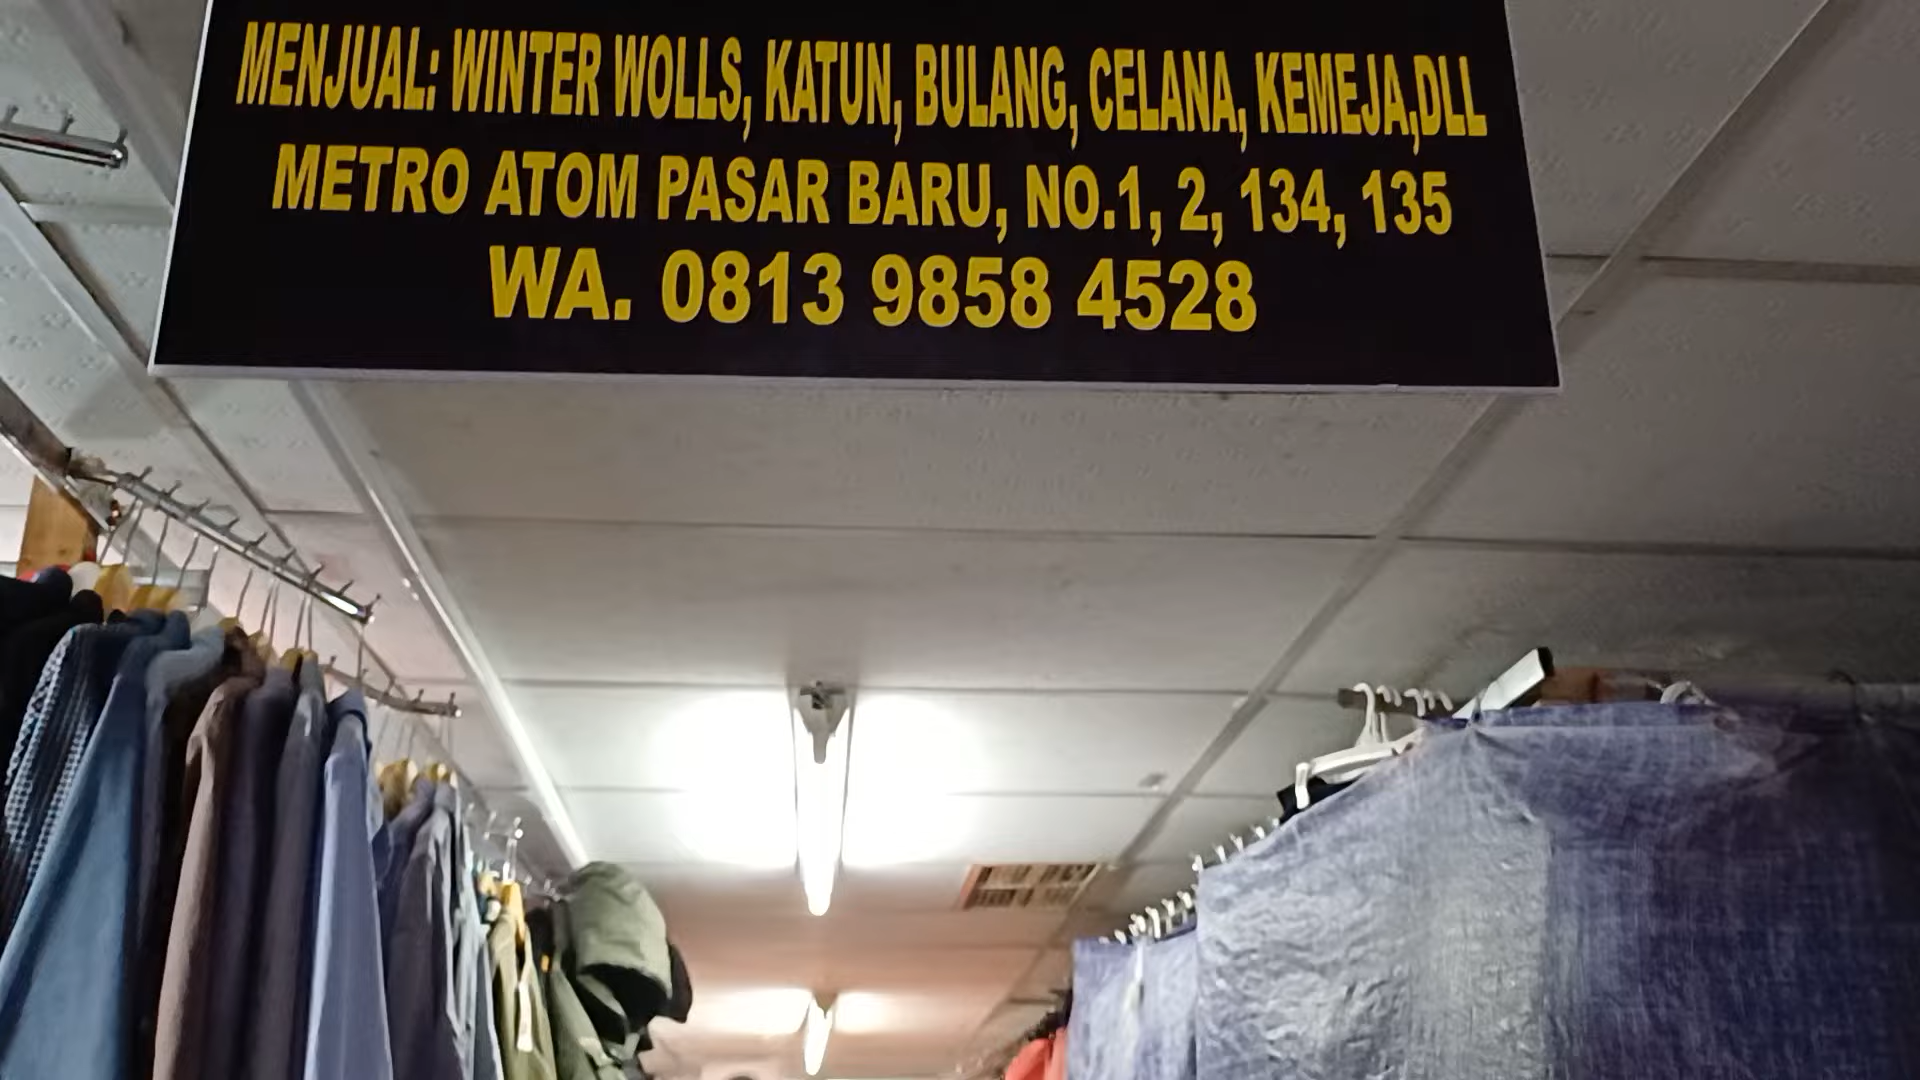 MENJUAL: WINTER WOLLS, KATUN, BULANG, CELANA, KEMEJA,DLL
METRO ATOM PASAR BARU, NO.1, 2, 134, 135
WA. 0813 9858 4528